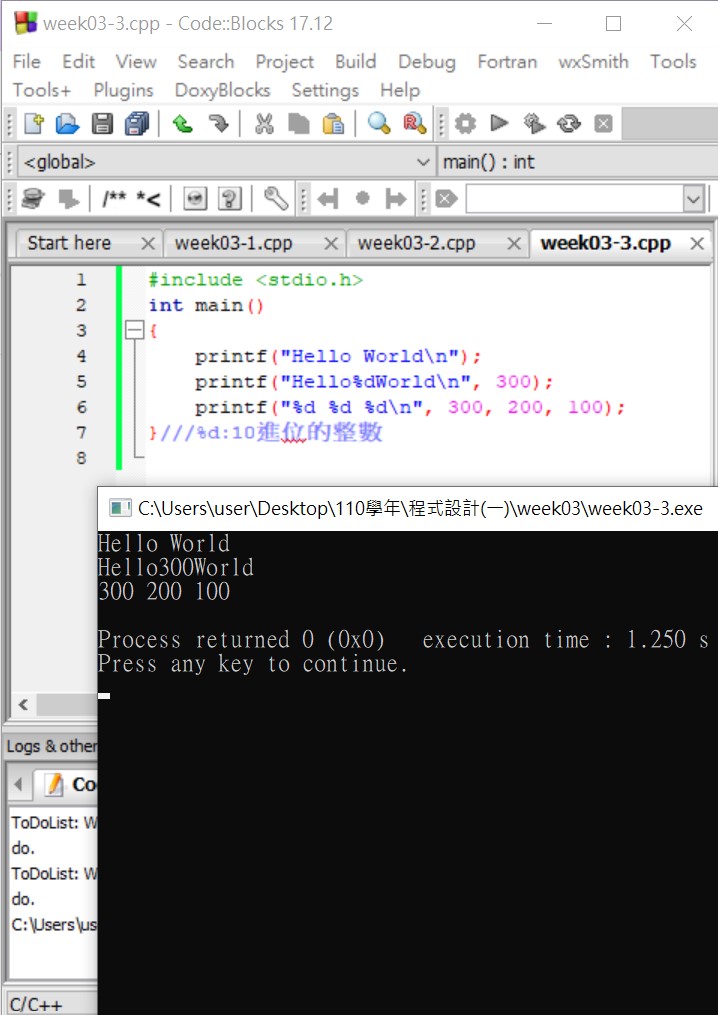 week03-3.cpp - Code::Blocks 17.12
File Edit View Search Project Build Debug Fortran wxSmith Tools
Tools+ Plugins DoxyBlocks Settings Help
<global> main() : int
/** *<
Start here week03-1.cpp week03-2.cpp week03-3.cpp
1 #include <stdio.h>
2 int main()
3 {
4 printf("Hello World\n");
5 printf("Hello%dWorld\n", 300);
6 printf("%d %d %d\n", 300, 200, 100);
7 }///%d:10進位的整數
8
C:\Users\user\Desktop\110學年\程式設計(一)\week03\week03-3.exe
Hello World
Hello300World
300 200 100
Process returned 0 (0x0) execution time : 1.250 s
Press any key to continue.
Logs & other
Co
ToDoList: W
do.
ToDoList: W
do.
C:\Users\us
C/C++